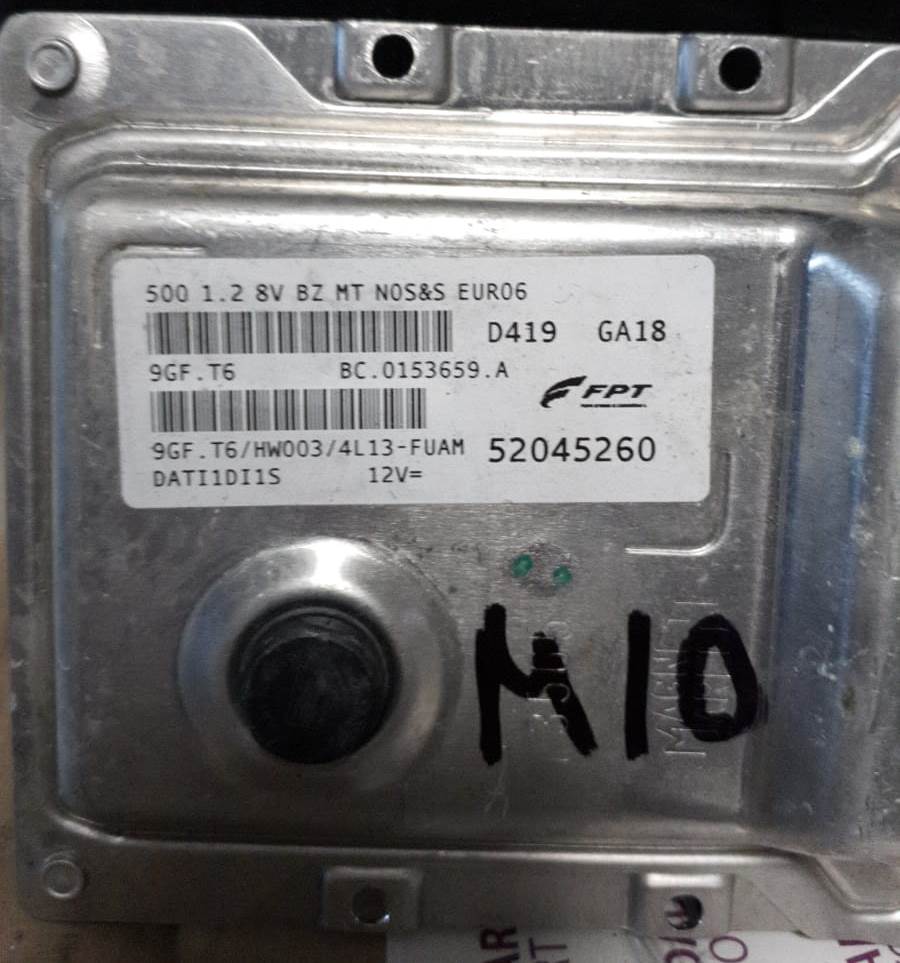 500 1.2 8V BZ MT NOS&S EURO6
D419 GA18
9GF.T6 BC.0153659.A
FPT
9GF.T6/HW003/4L13-FUAM 52045260
DATI1DI1S 12V=
M10